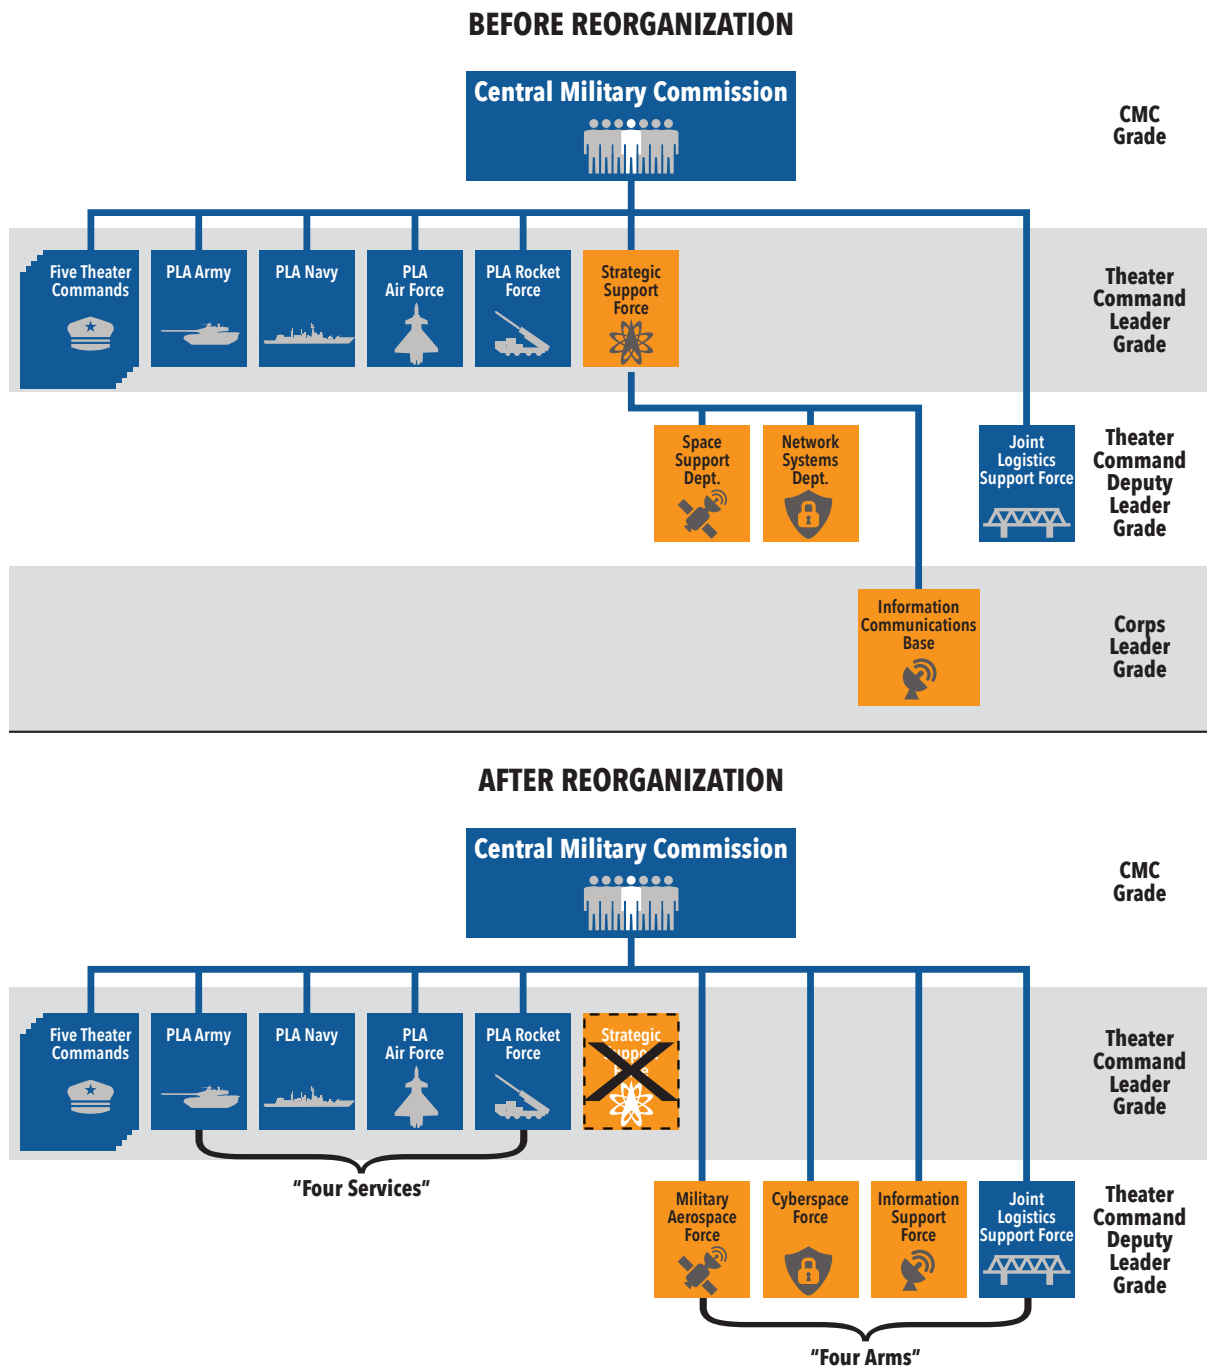 BEFORE REORGANIZATION
Central Military Commission
CMC
Grade
Five Theater
Commands
PLA Army
PLA Navy
PLA
Air Force
PLA Rocket
Force
Strategic
Support
Force
Theater
Command
Leader
Grade
Space
Support
Dept.
Network
Systems
Dept.
Joint
Logistics
Support Force
Theater
Command
Deputy
Leader
Grade
Information
Communications
Base
Corps
Leader
Grade
AFTER REORGANIZATION
Central Military Commission
CMC
Grade
Five Theater
Commands
PLA Army
PLA Navy
PLA
Air Force
PLA Rocket
Force
Strategic
Support
Force
Theater
Command
Leader
Grade
“Four Services”
Military
Aerospace
Force
Cyberspace
Force
Information
Support
Force
Joint
Logistics
Support Force
Theater
Command
Deputy
Leader
Grade
“Four Arms”